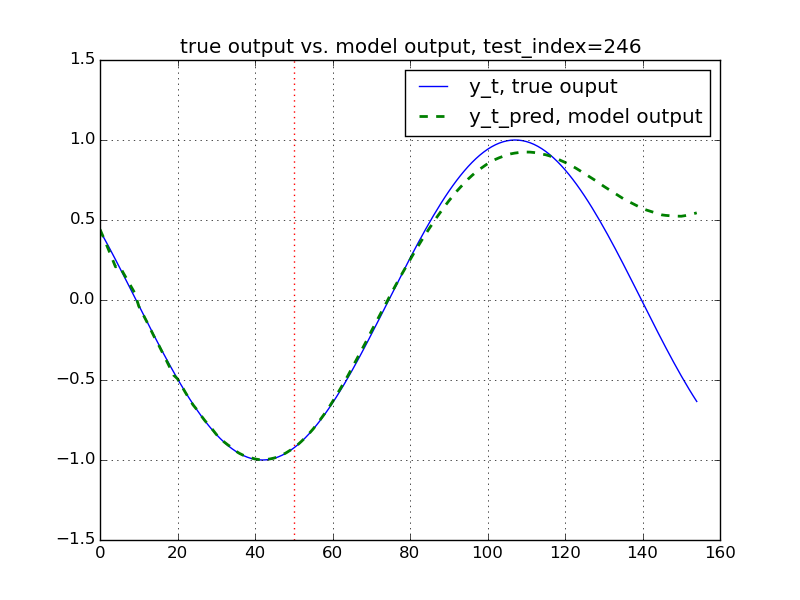 true output vs. model output, test_index=246
y_t, true ouput
y_t_pred, model output
1.5
1.0
0.5
0.0
−0.5
−1.0
−1.5
0 20 40 60 80 100 120 140 160